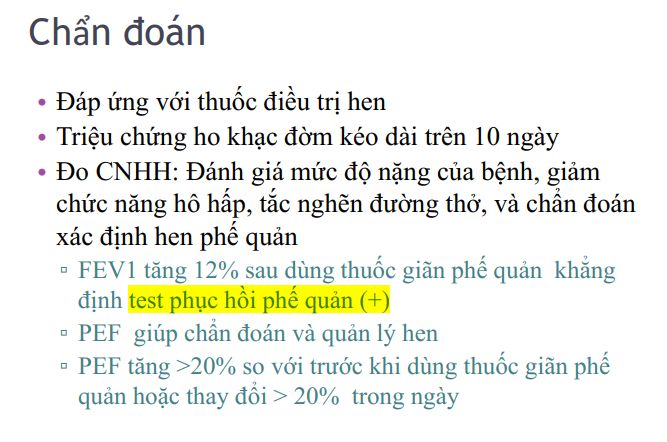 Chẩn đoán
• Đáp ứng với thuốc điều trị hen
• Triệu chứng ho khạc đờm kéo dài trên 10 ngày
• Đo CNHH: Đánh giá mức độ nặng của bệnh, giảm
chức năng hô hấp, tắc nghẽn đường thở, và chẩn đoán
xác định hen phế quản
▫ FEV1 tăng 12% sau dùng thuốc giãn phế quản khẳng
định test phục hồi phế quản (+)
▫ PEF giúp chẩn đoán và quản lý hen
▫ PEF tăng >20% so với trước khi dùng thuốc giãn phế
quản hoặc thay đổi > 20% trong ngày